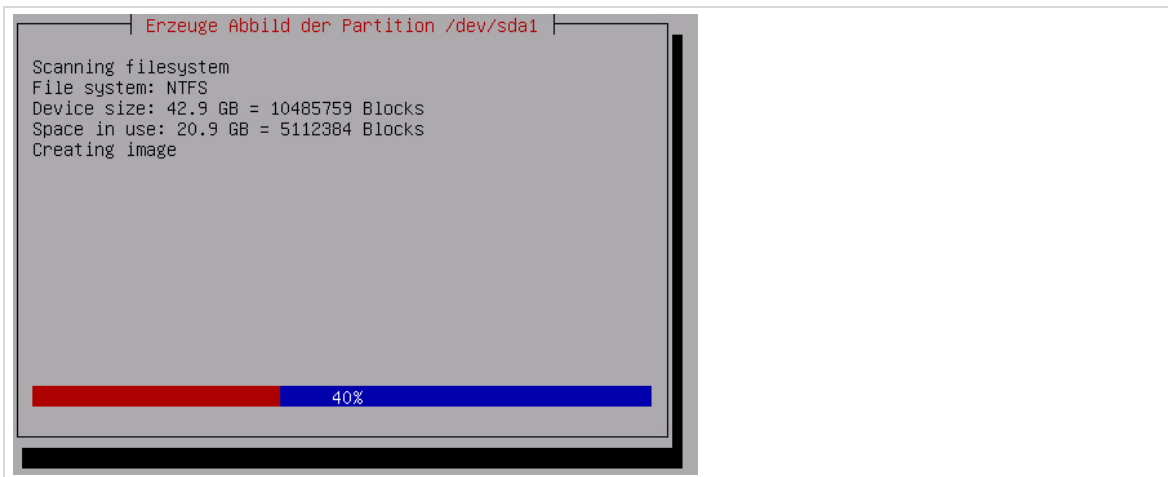 Erzeuge Abbild der Partition /dev/sda1
Scanning filesystem
File system: NTFS
Device size: 42.9 GB = 10485759 Blocks
Space in use: 20.9 GB = 5112384 Blocks
Creating image
40%